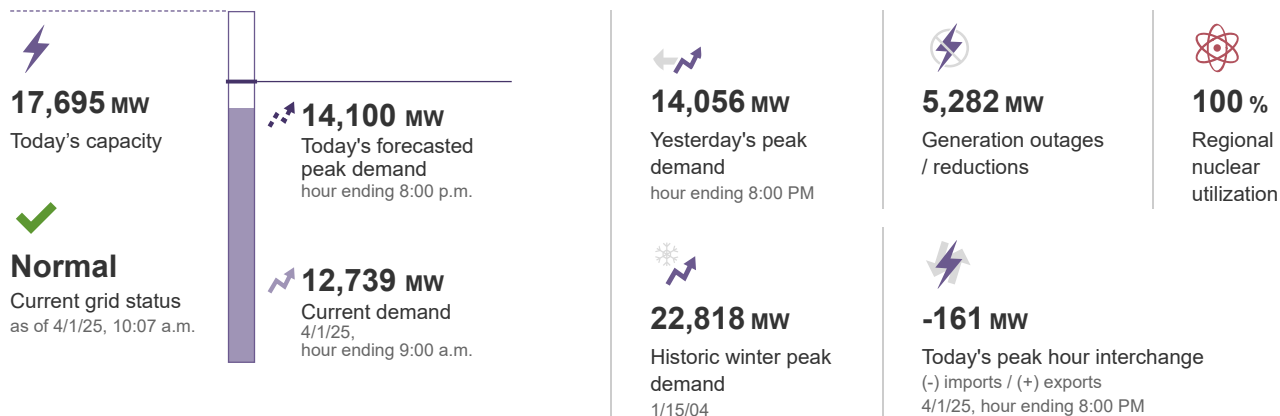 17,695 MW
Today's capacity
Normal
Current grid status
as of 4/1/25, 10:07 a.m.
14,100 MW
Today's forecasted
peak demand
hour ending 8:00 p.m.
12,739 MW
Current demand
4/1/25,
hour ending 9:00 a.m.
14,056 MW
Yesterday's peak
demand
hour ending 8:00 PM
5,282 MW
Generation outages
/ reductions
100 %
Regional
nuclear
utilization
22,818 MW
Historic winter peak
demand
1/15/04
-161 MW
Today's peak hour interchange
(-) imports / (+) exports
4/1/25, hour ending 8:00 PM